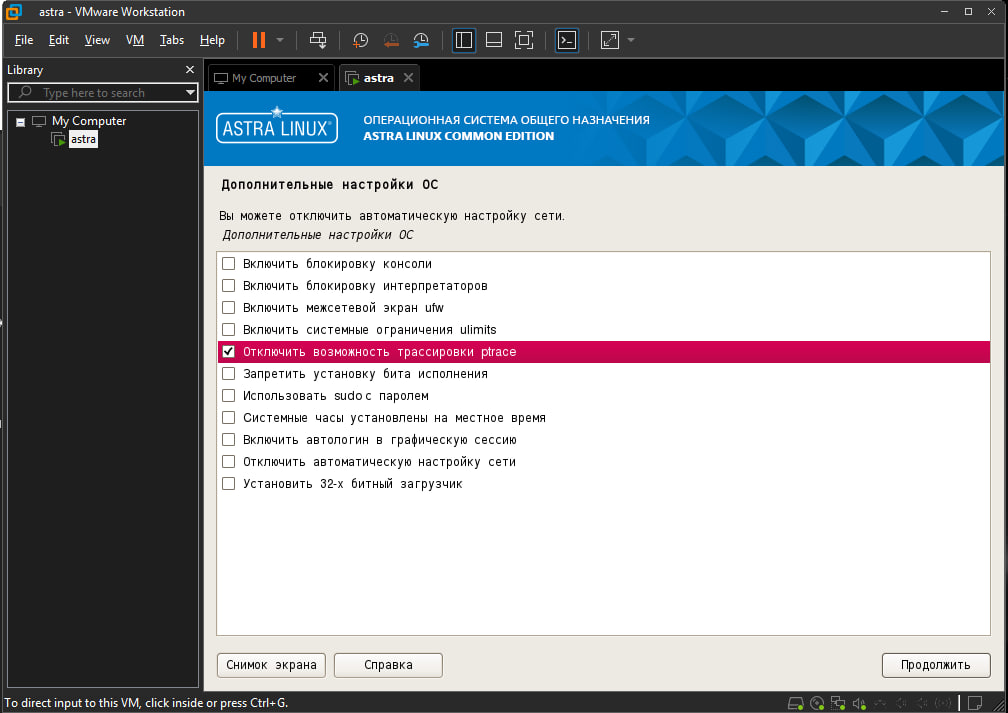 astra - VMware Workstation
File Edit View VM Tabs Help
Library
Type here to search
My Computer
astra
My Computer
astra
ASTRA LINUX®
ОПЕРАЦИОННАЯ СИСТЕМА ОБЩЕГО НАЗНАЧЕНИЯ
ASTRA LINUX COMMON EDITION
Дополнительные настройки ОС
Вы можете отключить автоматическую настройку сети.
Дополнительные настройки ОС
Включить блокировку консоли
Включить блокировку интерпретаторов
Включить межсетевой экран ufw
Включить системные ограничения ulimits
Отключить возможность трассировки ptrace
Запретить установку бита исполнения
Использовать sudo с паролем
Системные часы установлены на местное время
Включить автологин в графическую сессию
Отключить автоматическую настройку сети
Установить 32-х битный загрузчик
Снимок экрана
Справка
Продолжить
To direct input to this VM, click inside or press Ctrl+G.